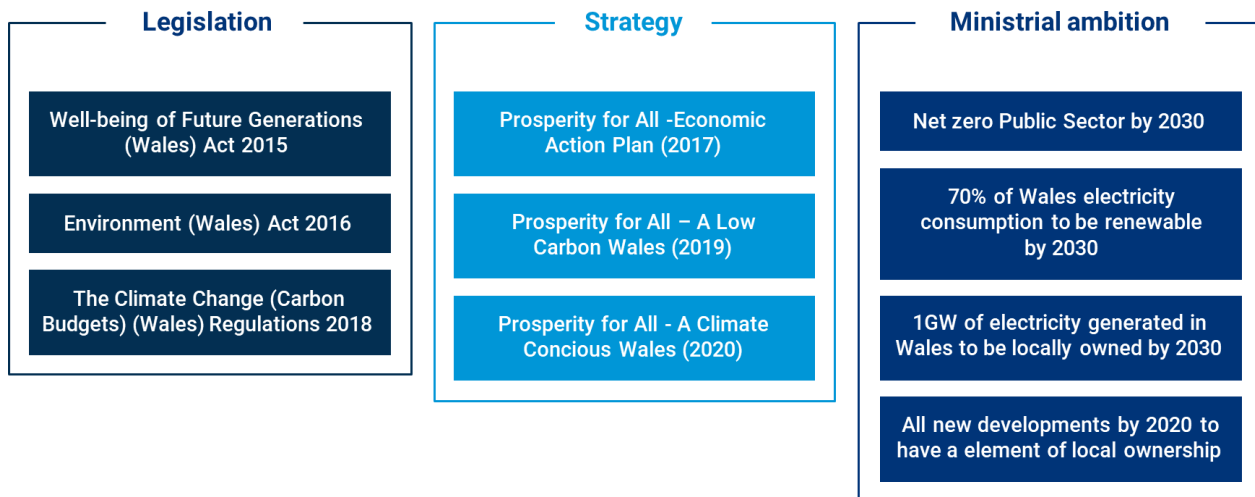 Legislation
Well-being of Future Generations
(Wales) Act 2015
Environment (Wales) Act 2016
The Climate Change (Carbon
Budgets) (Wales) Regulations 2018
Strategy
Prosperity for All -Economic
Action Plan (2017)
Prosperity for All – A Low
Carbon Wales (2019)
Prosperity for All - A Climate
Concious Wales (2020)
Ministrial ambition
Net zero Public Sector by 2030
70% of Wales electricity
consumption to be renewable
by 2030
1GW of electricity generated in
Wales to be locally owned by 2030
All new developments by 2020 to
have a element of local ownership